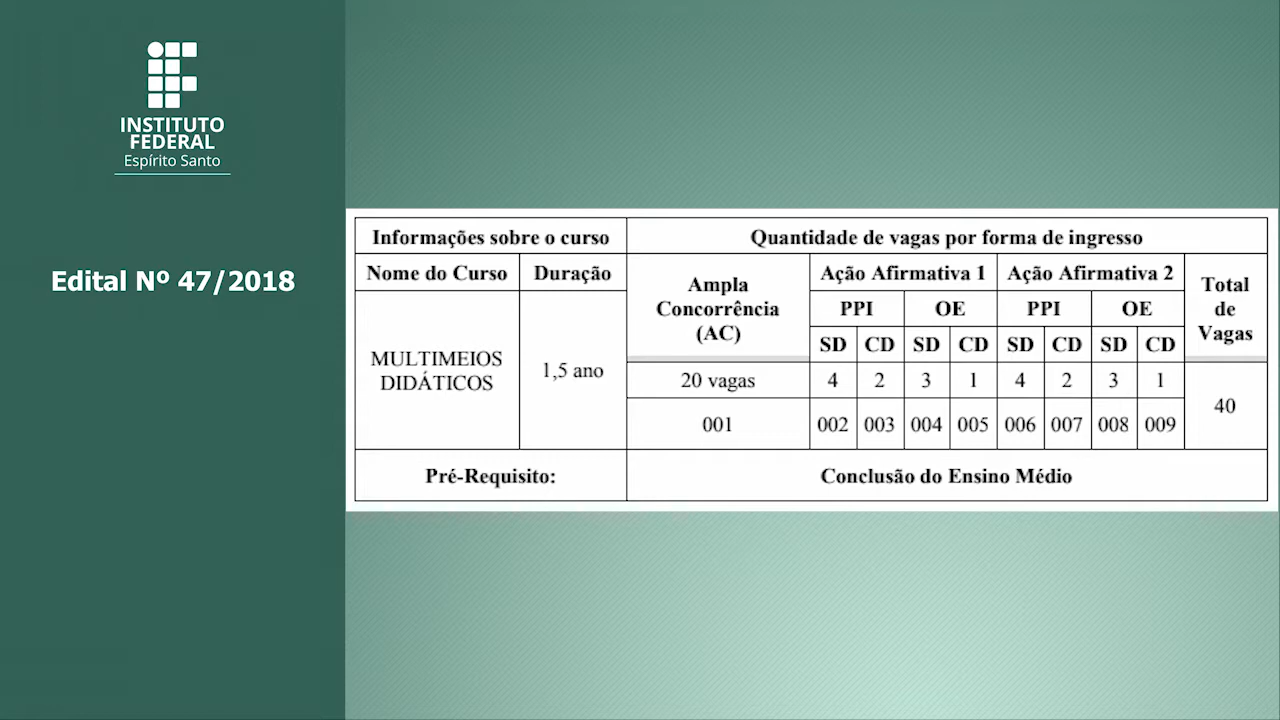 INSTITUTO
FEDERAL
Espírito Santo
Edital Nº 47/2018
Informações sobre o curso
Quantidade de vagas por forma de ingresso
Nome do Curso
Duração
Ampla
Concorrência
(AC)
Ação Afirmativa 1
Ação Afirmativa 2
Total
de
Vagas
PPI
OE
PPI
OE
SD
CD
SD
CD
SD
CD
SD
CD
MULTIMEIOS
DIDÁTICOS
1,5 ano
20 vagas
4
2
3
1
4
2
3
1
40
001
002
003
004
005
006
007
008
009
Pré-Requisito:
Conclusão do Ensino Médio